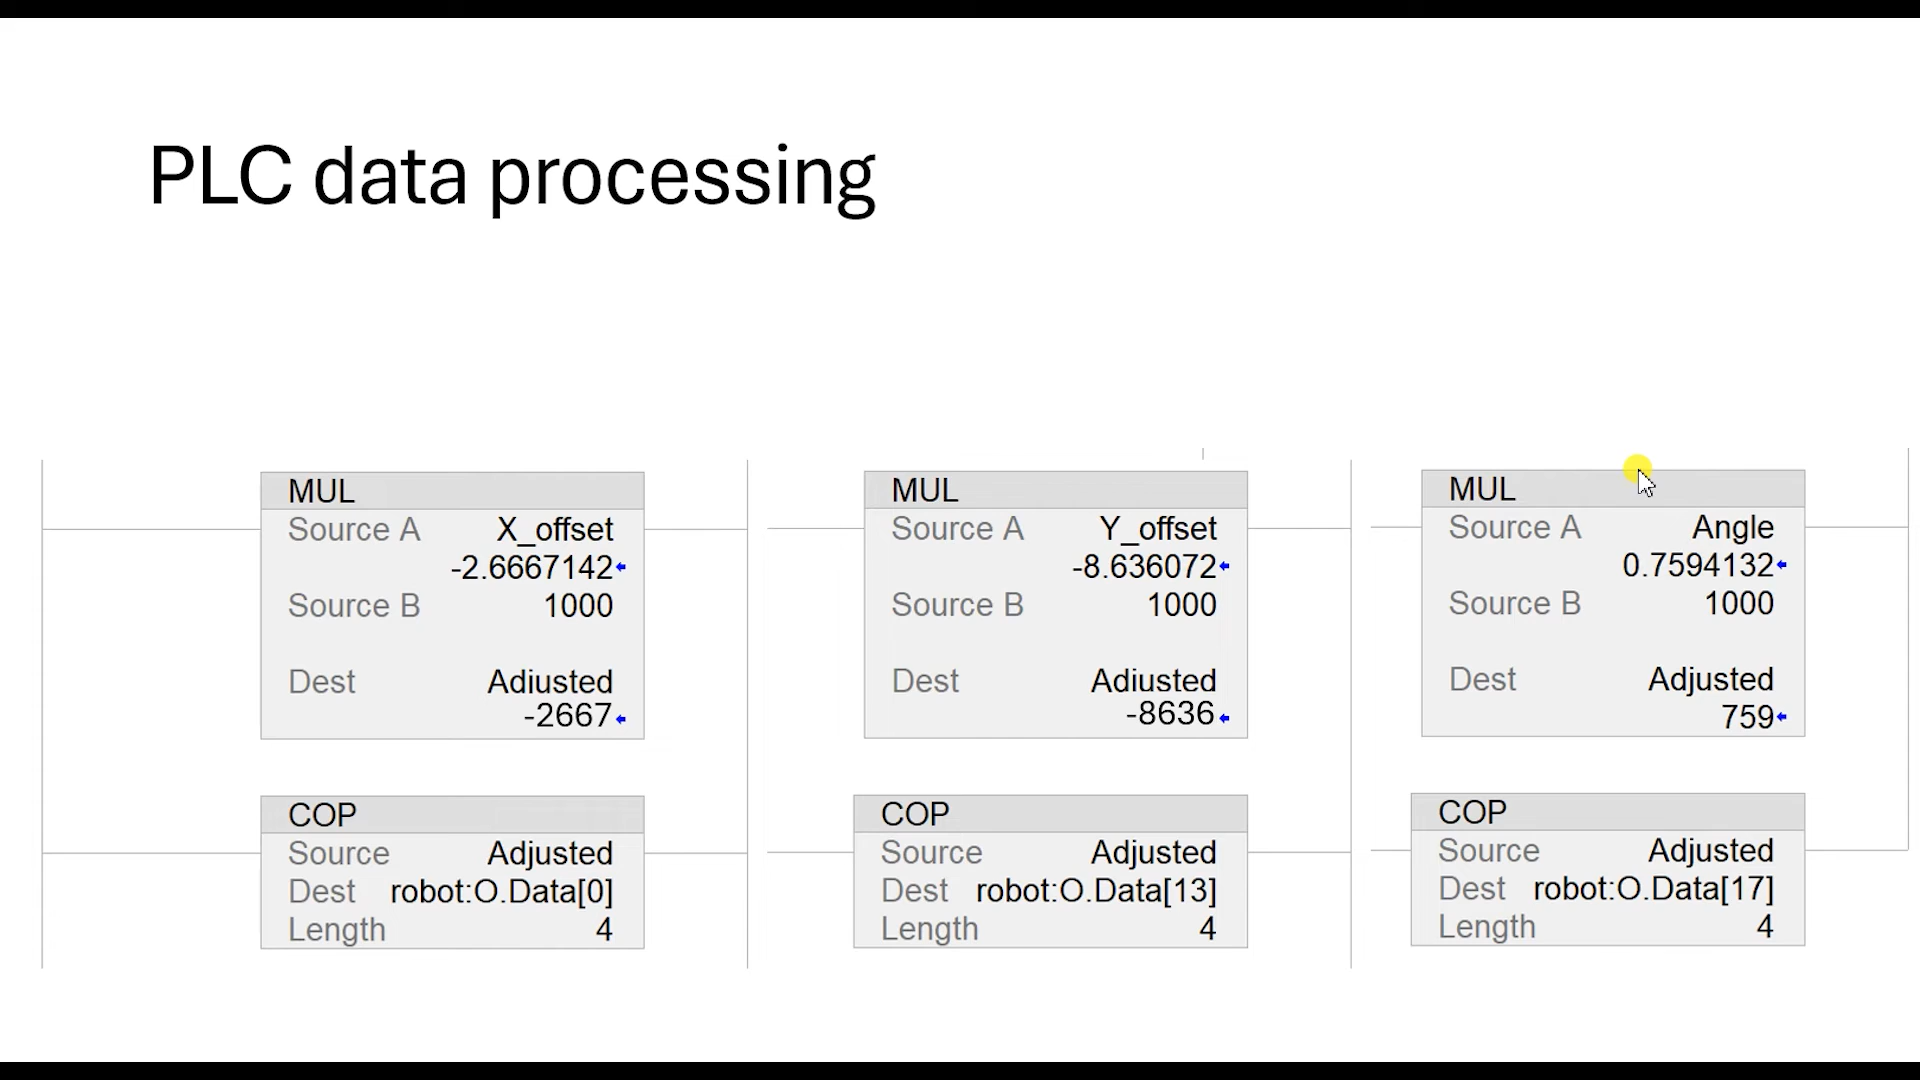 PLC data processing
MUL
Source A X_offset
-2.6667142
Source B 1000
Dest Adjusted
-2667
COP
Source Adjusted
Dest robot:O.Data[0]
Length 4
MUL
Source A Y_offset
-8.636072
Source B 1000
Dest Adjusted
-8636
COP
Source Adjusted
Dest robot:O.Data[13]
Length 4
MUL
Source A Angle
0.7594132
Source B 1000
Dest Adjusted
759
COP
Source Adjusted
Dest robot:O.Data[17]
Length 4